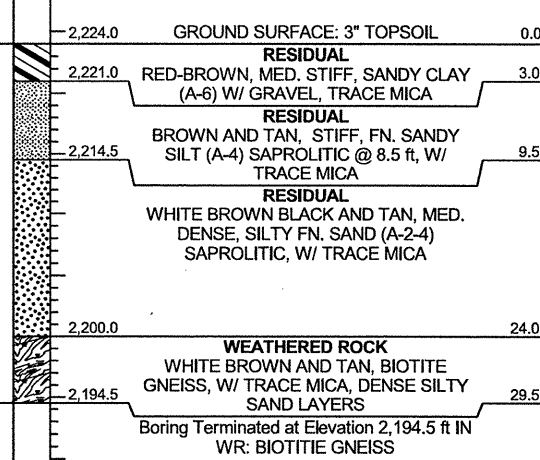 2,224.0 GROUND SURFACE: 3" TOPSOIL 0.0
RESIDUAL
2,221.0 RED-BROWN, MED. STIFF, SANDY CLAY 3.0
(A-6) W/ GRAVEL, TRACE MICA
RESIDUAL
BROWN AND TAN, STIFF, FN. SANDY
2,214.5 SILT (A-4) SAPROLITIC @ 8.5 ft, W/ 9.5
TRACE MICA
RESIDUAL
WHITE BROWN BLACK AND TAN, MED.
DENSE, SILTY FN. SAND (A-2-4)
SAPROLITIC, W/ TRACE MICA
2,200.0 24.0
WEATHERED ROCK
WHITE BROWN AND TAN, BIOTITE
GNEISS, W/ TRACE MICA, DENSE SILTY
2,194.5 SAND LAYERS 29.5
Boring Terminated at Elevation 2,194.5 ft IN
WR: BIOTITIE GNEISS